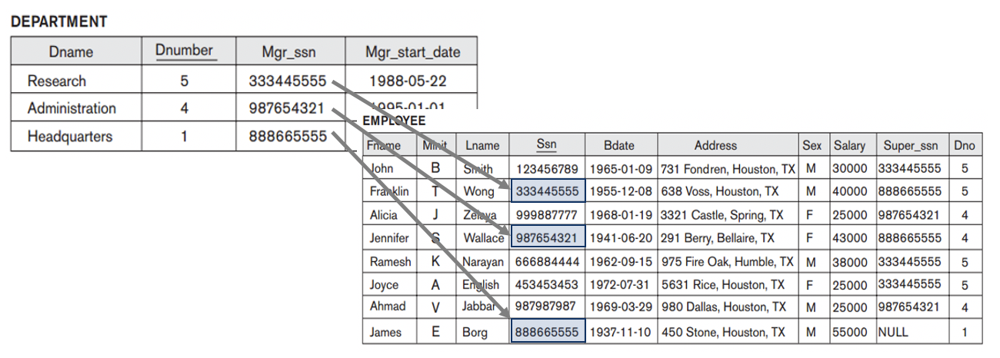 DEPARTMENT
Dname Dnumber Mgr_ssn Mgr_start_date
Research 5 333445555 1988-05-22
Administration 4 987654321 1995-01-01
Headquarters 1 888665555
EMPLOYEE
Fname Minit Lname Ssn Bdate Address Sex Salary Super_ssn Dno
John B Smith 123456789 1965-01-09 731 Fondren, Houston, TX M 30000 333445555 5
Franklin T Wong 333445555 1955-12-08 638 Voss, Houston, TX M 40000 888665555 5
Alicia J Zelaya 999887777 1968-01-19 3321 Castle, Spring, TX F 25000 987654321 4
Jennifer S Wallace 987654321 1941-06-20 291 Berry, Bellaire, TX F 43000 888665555 4
Ramesh K Narayan 666884444 1962-09-15 975 Fire Oak, Humble, TX M 38000 333445555 5
Joyce A English 453453453 1972-07-31 5631 Rice, Houston, TX F 25000 333445555 5
Ahmad V Jabbar 987987987 1969-03-29 980 Dallas, Houston, TX M 25000 987654321 4
James E Borg 888665555 1937-11-10 450 Stone, Houston, TX M 55000 NULL 1